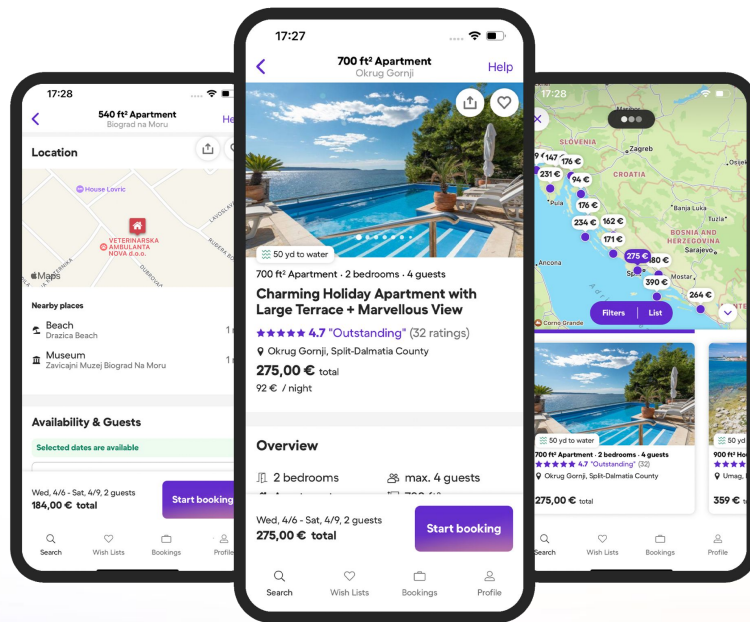 17:28
540 ft² Apartment
Biograd na Moru
Location
House Lovric
VETERINARSKA
AMBULANTA
NOVA d.o.o.
Maps
Nearby places
Beach
Drazica Beach
Museum
Zavicajni Muzej Biograd Na Moru
Availability & Guests
Selected dates are available
Wed, 4/6 - Sat, 4/9, 2 guests
184,00 € total
Start booking
Search
Wish Lists
Bookings
Profile
17:27
700 ft² Apartment
Okrug Gornji
Help
50 yd to water
700 ft² Apartment · 2 bedrooms · 4 guests
Charming Holiday Apartment with
Large Terrace + Marvellous View
4.7 "Outstanding" (32 ratings)
Okrug Gornji, Split-Dalmatia County
275,00 € total
92 € / night
Overview
2 bedrooms
max. 4 guests
Wed, 4/6 - Sat, 4/9, 2 guests
275,00 € total
Start booking
Search
Wish Lists
Bookings
Profile
17:28
SLOVENIA
Zagreb
Osijek
147
176 €
231 €
94 €
CROATIA
Pula
176 €
Banja Luka
Tuzla
234 €
162 €
171 €
BOSNIA AND
HERZEGOVINA
Sarajevo
275 €
Ancona
Mostar
390 €
264 €
Filters
List
Corno Grande
50 yd to water
700 ft² Apartment · 2 bedrooms · 4 guests
4.7 "Outstanding" (32)
Okrug Gornji, Split-Dalmatia County
275,00 € total
50 yd
900 ft²
Umag,
359 €
Search
Wish Lists
Bookings
Profile